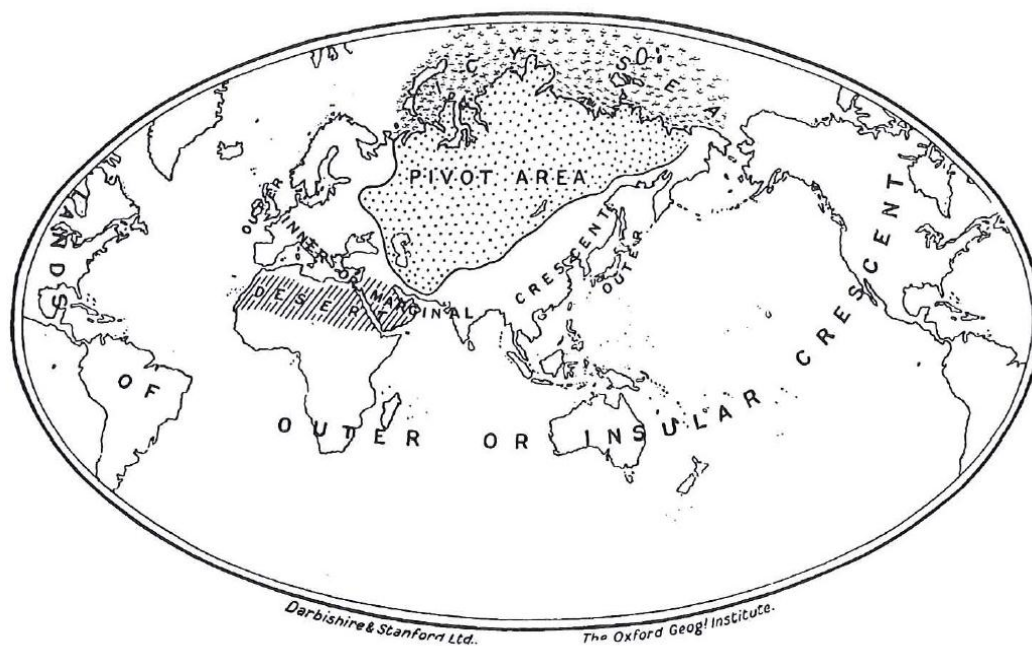 ICY SEA
PIVOT AREA
OUTER
INNER OR MARGINAL CRESCENT
OUTER
DESERT
LANDS OF OUTER OR INSULAR CRESCENT
Darbishire & Stanford Ltd..
The Oxford Geog! Institute.